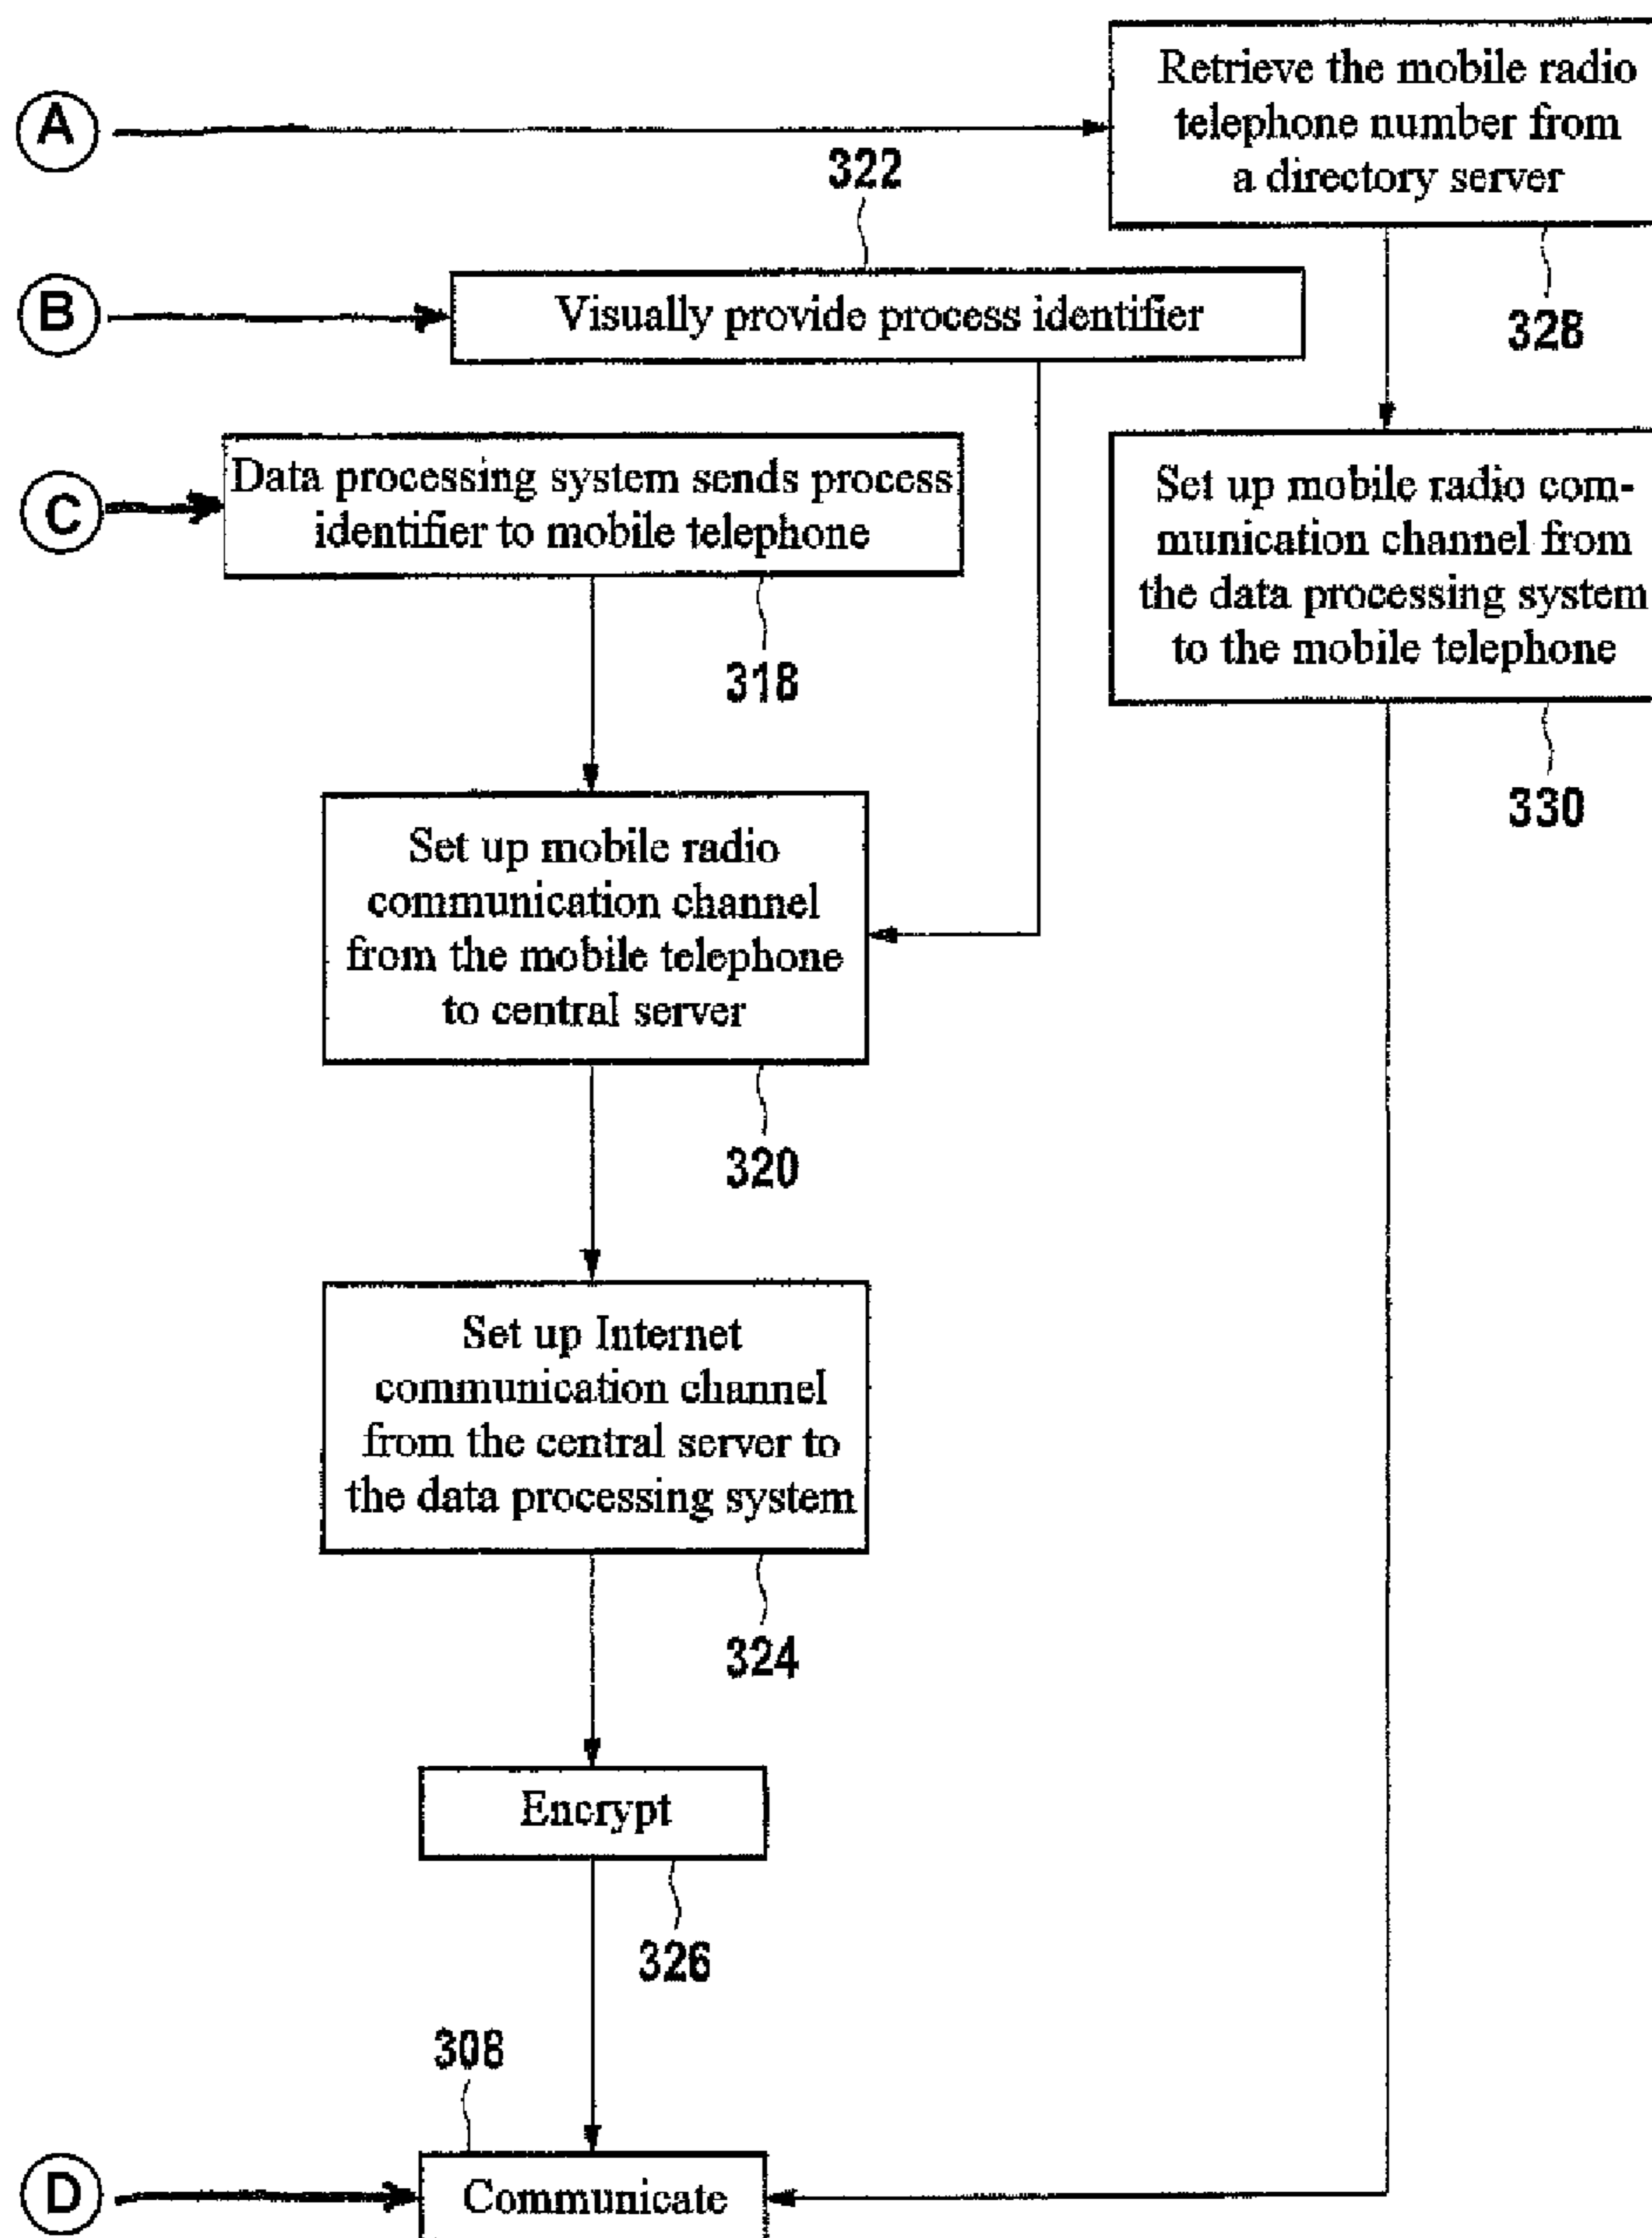 A
Retrieve the mobile radio
telephone number from
a directory server
322
328
B
Visually provide process identifier
C
Data processing system sends process
identifier to mobile telephone
318
Set up mobile radio com-
munication channel from
the data processing system
to the mobile telephone
330
Set up mobile radio
communication channel
from the mobile telephone
to central server
320
Set up Internet
communication channel
from the central server to
the data processing system
324
Encrypt
326
308
D
Communicate